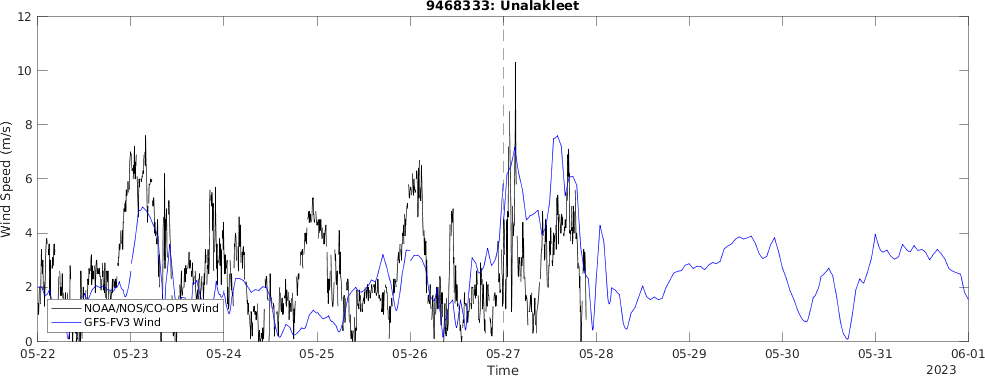 9468333: Unalakleet
Wind Speed (m/s)
12
10
8
6
4
2
0
NOAA/NOS/CO-OPS Wind
GFS-FV3 Wind
05-22 05-23 05-24 05-25 05-26 05-27 05-28 05-29 05-30 05-31 06-01
Time
2023